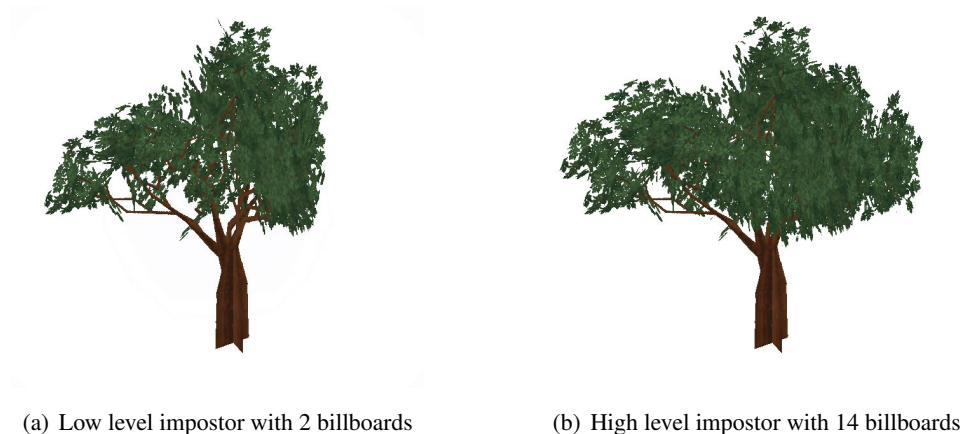 (a) Low level impostor with 2 billboards
(b) High level impostor with 14 billboards